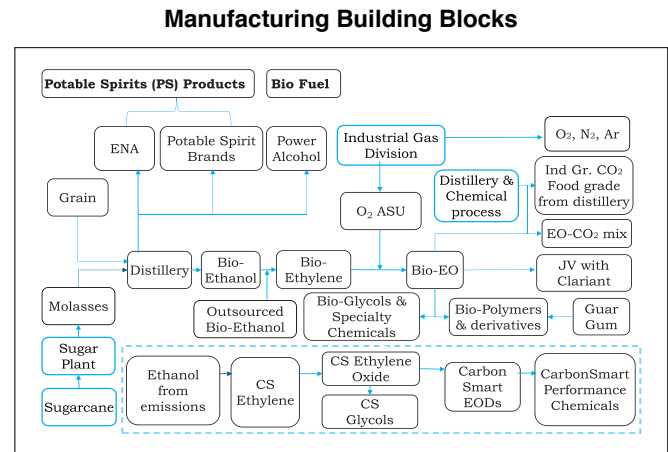 Manufacturing Building Blocks
Potable Spirits (PS) Products
Bio Fuel
ENA
Potable Spirit
Brands
Power
Alcohol
Industrial Gas
Division
O₂, N₂, Ar
Grain
O₂ ASU
Distillery &
Chemical
process
Ind Gr. CO₂
Food grade
from distillery
EO-CO₂ mix
Distillery
Bio-
Ethanol
Bio-
Ethylene
Bio-EO
JV with
Clariant
Molasses
Outsourced
Bio-Ethanol
Bio-Glycols &
Specialty
Chemicals
Bio-Polymers
& derivatives
Guar
Gum
Sugar
Plant
Sugarcane
Ethanol
from
emissions
CS
Ethylene
CS Ethylene
Oxide
CS
Glycols
Carbon
Smart
EODs
CarbonSmart
Performance
Chemicals